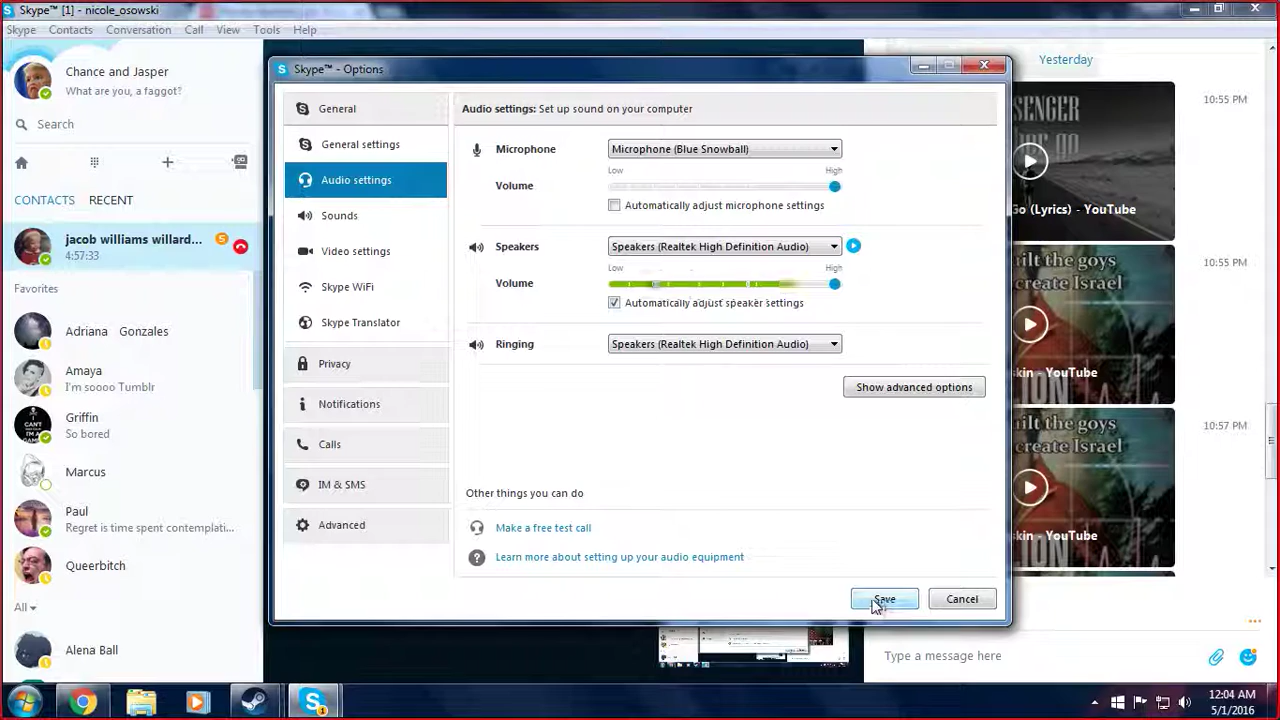 Skype™ [1] - nicole_osowski
Skype Contacts Conversation Call View Tools Help
Chance and Jasper
What are you, a faggot?
Search
CONTACTS RECENT
jacob williams willard...
4:57:33
Favorites
Adriana Gonzales
Amaya
I'm soooo Tumblr
Griffin
So bored
Marcus
Paul
Regret is time spent contemplati...
Queerbitch
All
Alena Ball
Skype™ - Options
General
General settings
Audio settings
Sounds
Video settings
Skype WiFi
Skype Translator
Privacy
Notifications
Calls
IM & SMS
Advanced
Audio settings: Set up sound on your computer
Microphone
Microphone (Blue Snowball)
Low High
Volume
Automatically adjust microphone settings
Speakers
Speakers (Realtek High Definition Audio)
Low High
Volume
Automatically adjust speaker settings
Ringing
Speakers (Realtek High Definition Audio)
Show advanced options
Other things you can do
Make a free test call
Learn more about setting up your audio equipment
Save Cancel
Yesterday
10:55 PM
Go (Lyrics) - YouTube
10:55 PM
uilt the goys
create Israel
kin - YouTube
10:57 PM
uilt the goys
create Israel
kin - YouTube
Type a message here
12:04 AM
5/1/2016